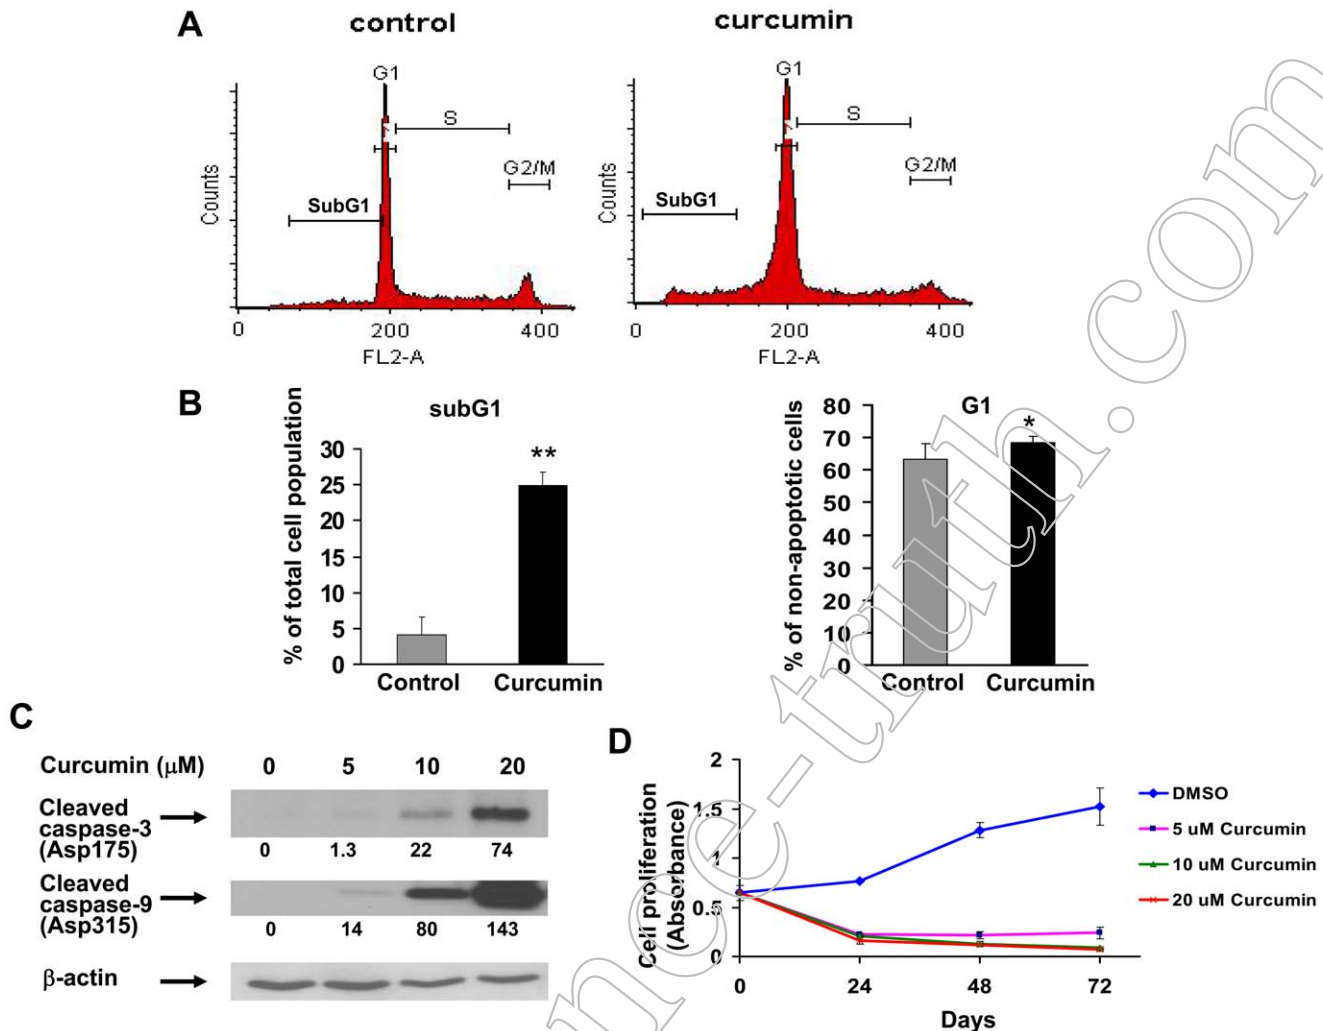 A
control
curcumin
G1
S
G2/M
SubG1
Counts
0 200 400
FL2-A
G1
S
G2/M
SubG1
Counts
0 200 400
FL2-A
B
subG1
% of total cell population
30
25
20
15
10
5
0
**
Control Curcumin
G1
% of non-apoptotic cells
80
70
60
50
40
30
20
10
0
*
Control Curcumin
C
Curcumin (μM) 0 5 10 20
Cleaved
caspase-3
(Asp175)
0 1.3 22 74
Cleaved
caspase-9
(Asp315)
0 14 80 143
β-actin
D
Cell proliferation
(Absorbance)
2
1.5
1
0.5
0
0 24 48 72
Days
DMSO
5 uM Curcumin
10 uM Curcumin
20 uM Curcumin
nce-truth.com